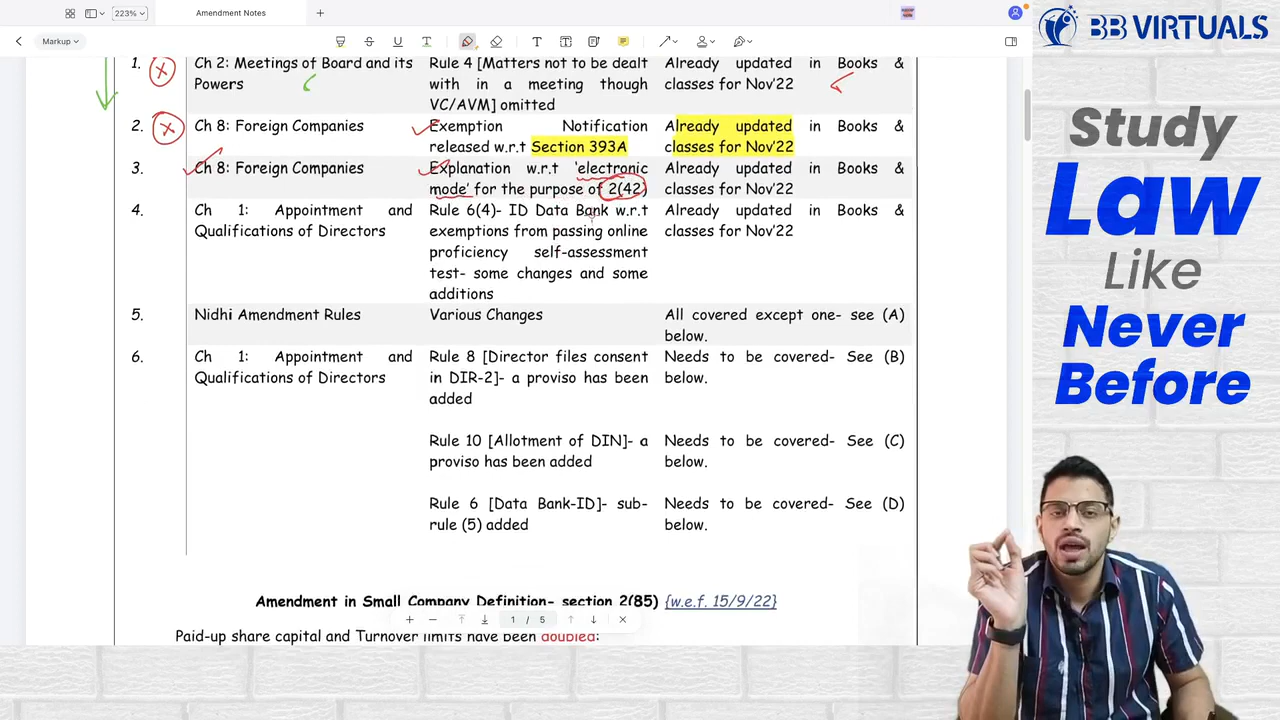 Amendment Notes
223%
Markup
BB VIRTUALS
1. Ch 2: Meetings of Board and its Powers Rule 4 [Matters not to be dealt with in a meeting though VC/AVM] omitted Already updated in Books & classes for Nov'22
2. Ch 8: Foreign Companies Exemption Notification released w.r.t Section 393A Already updated in Books & classes for Nov'22
3. Ch 8: Foreign Companies Explanation w.r.t 'electronic mode' for the purpose of 2(42) Already updated in Books & classes for Nov'22
4. Ch 1: Appointment and Qualifications of Directors Rule 6(4)- ID Data Bank w.r.t exemptions from passing online proficiency self-assessment test- some changes and some additions Already updated in Books & classes for Nov'22
5. Nidhi Amendment Rules Various Changes All covered except one- see (A) below.
6. Ch 1: Appointment and Qualifications of Directors Rule 8 [Director files consent in DIR-2]- a proviso has been added Needs to be covered- See (B) below.
Rule 10 [Allotment of DIN]- a proviso has been added Needs to be covered- See (C) below.
Rule 6 [Data Bank-ID]- sub-rule (5) added Needs to be covered- See (D) below.
Amendment in Small Company Definition- section 2(85) {w.e.f. 15/9/22}
1 / 5
Paid-up share capital and Turnover limits have been doubled:
Study
Law
Like
Never
Before